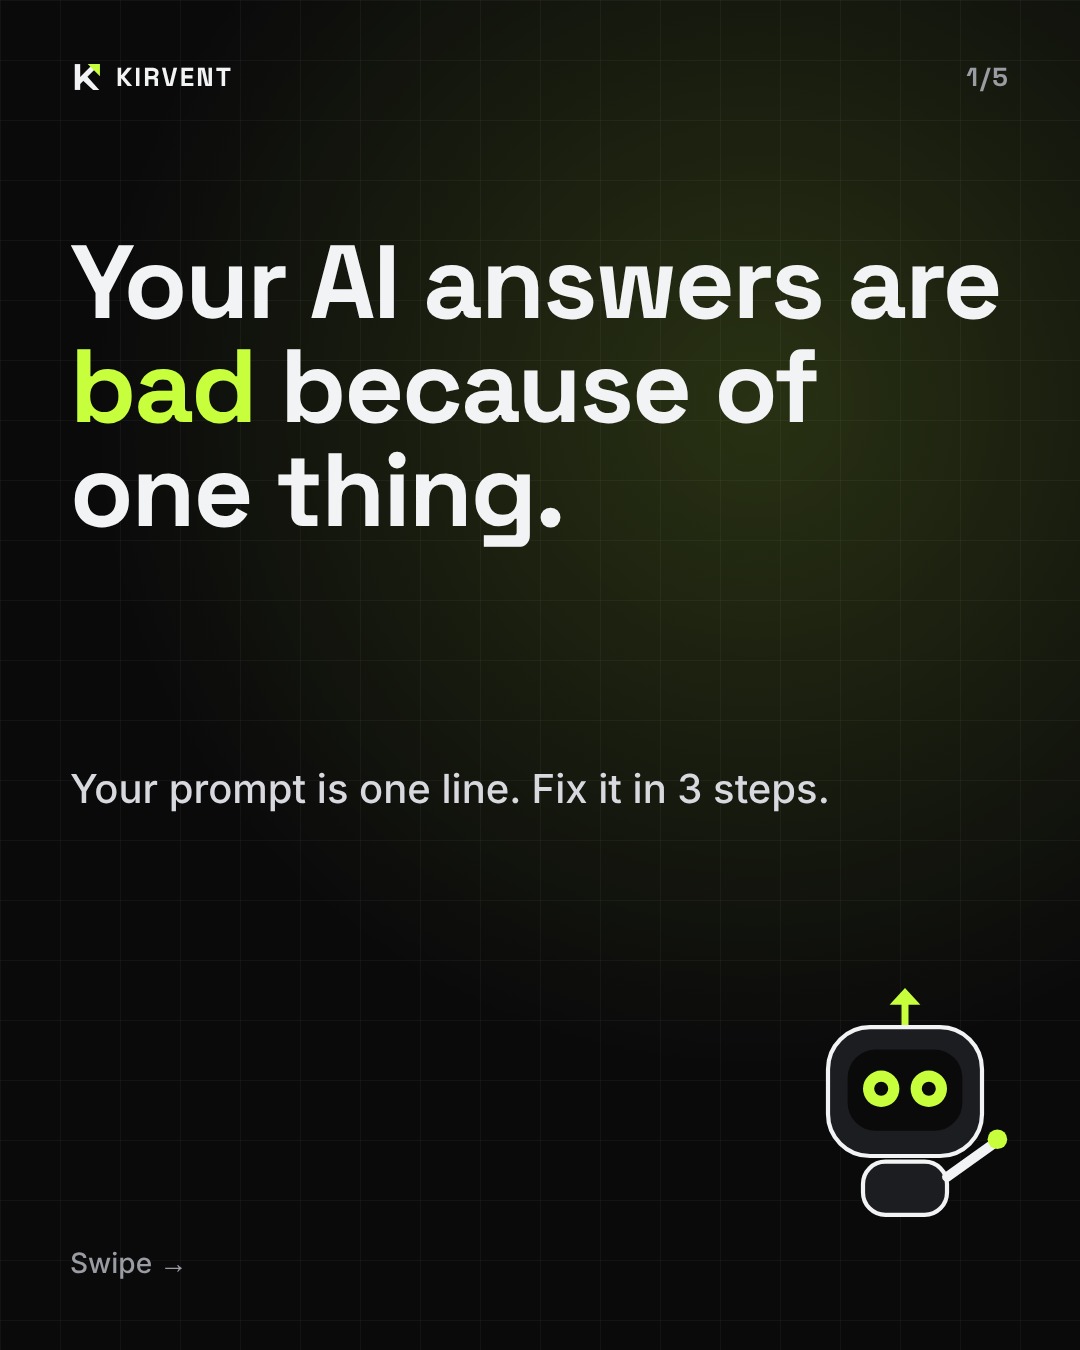 KIRVENT
1/5
Your AI answers are
bad because of
one thing.
Your prompt is one line. Fix it in 3 steps.
Swipe →